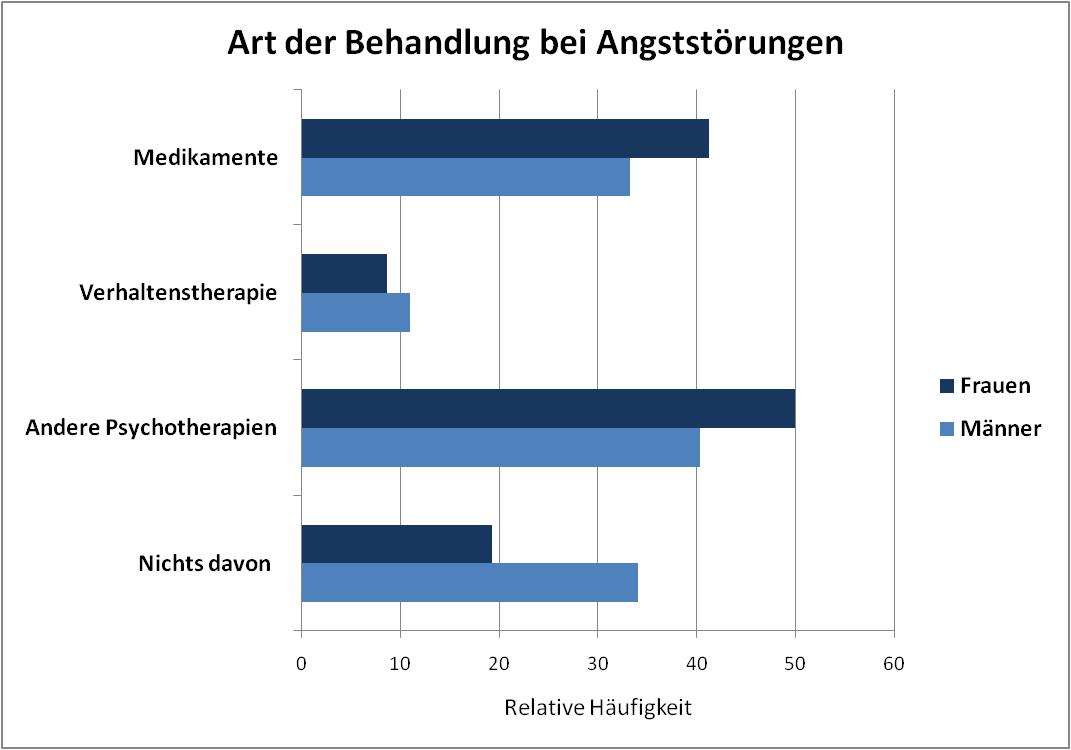 Art der Behandlung bei Angststörungen
Medikamente
Verhaltenstherapie
Andere Psychotherapien
Nichts davon
Frauen
Männer
0 10 20 30 40 50 60
Relative Häufigkeit